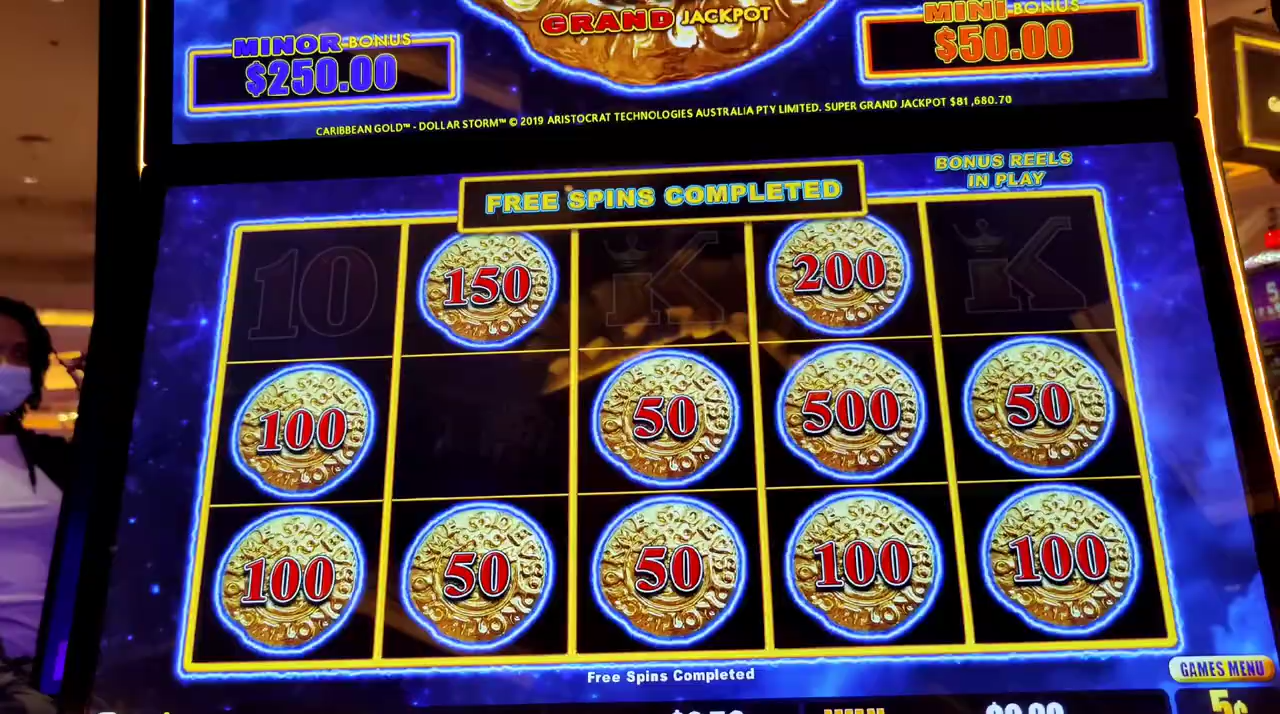 GRAND JACKPOT
MINOR BONUS
$250.00
MINI BONUS
$50.00
CARIBBEAN GOLD™ - DOLLAR STORM™ © 2019 ARISTOCRAT TECHNOLOGIES AUSTRALIA PTY LIMITED. SUPER GRAND JACKPOT $81,680.70
FREE SPINS COMPLETED
BONUS REELS
IN PLAY
10 150 K 200 K
100 50 500 50
100 50 50 100 100
Free Spins Completed
GAMES MENU
5¢